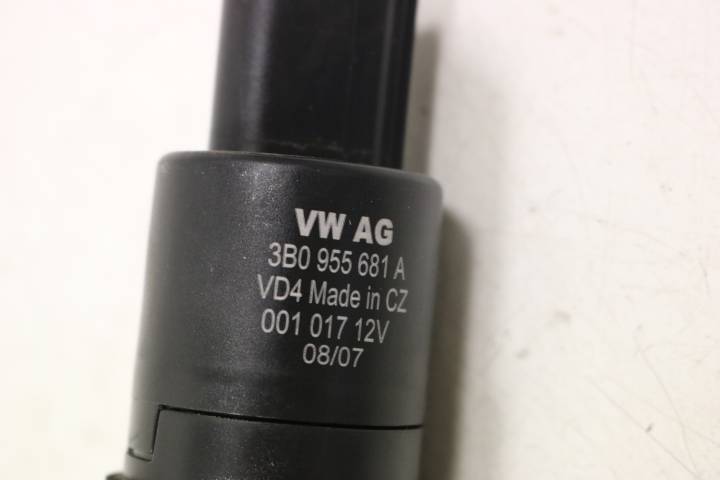 VW AG
3B0 955 681 A
VD4 Made in CZ
001 017 12V
08/07